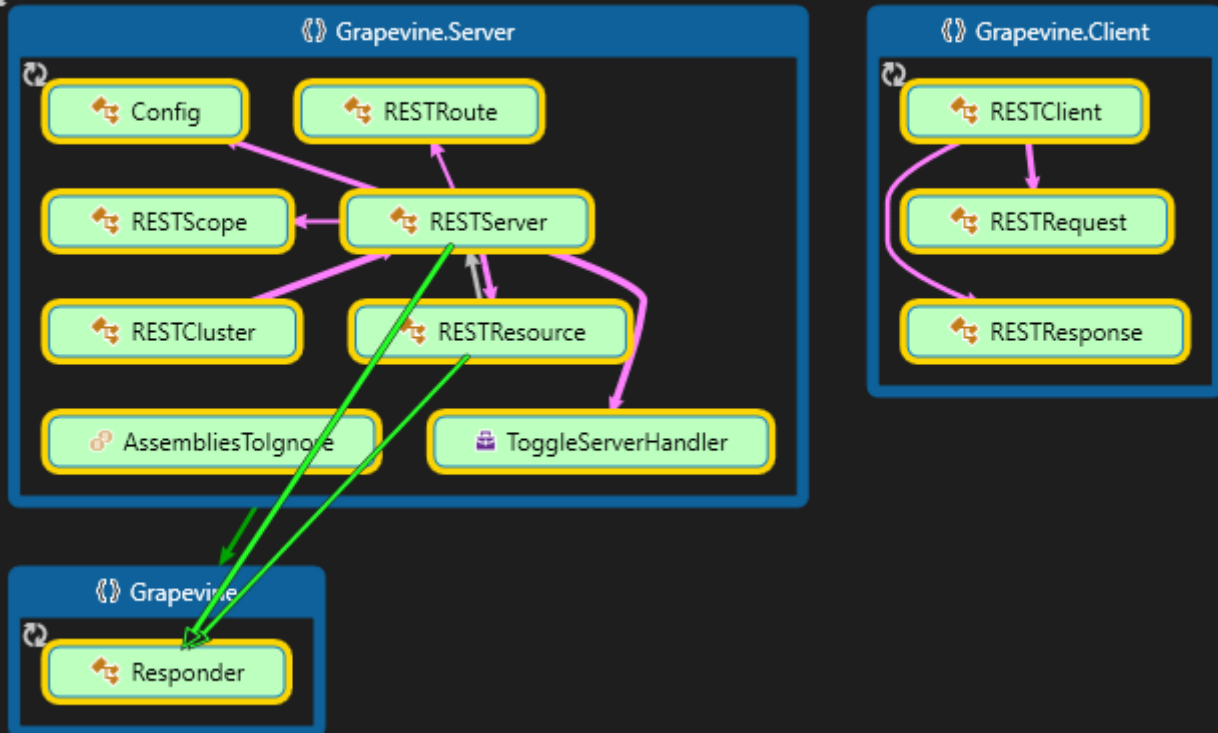 Grapevine.Server
Config
RESTRoute
RESTScope
RESTServer
RESTCluster
RESTResource
AssembliesToIgnore
ToggleServerHandler
Grapevine.Client
RESTClient
RESTRequest
RESTResponse
Grapevine
Responder